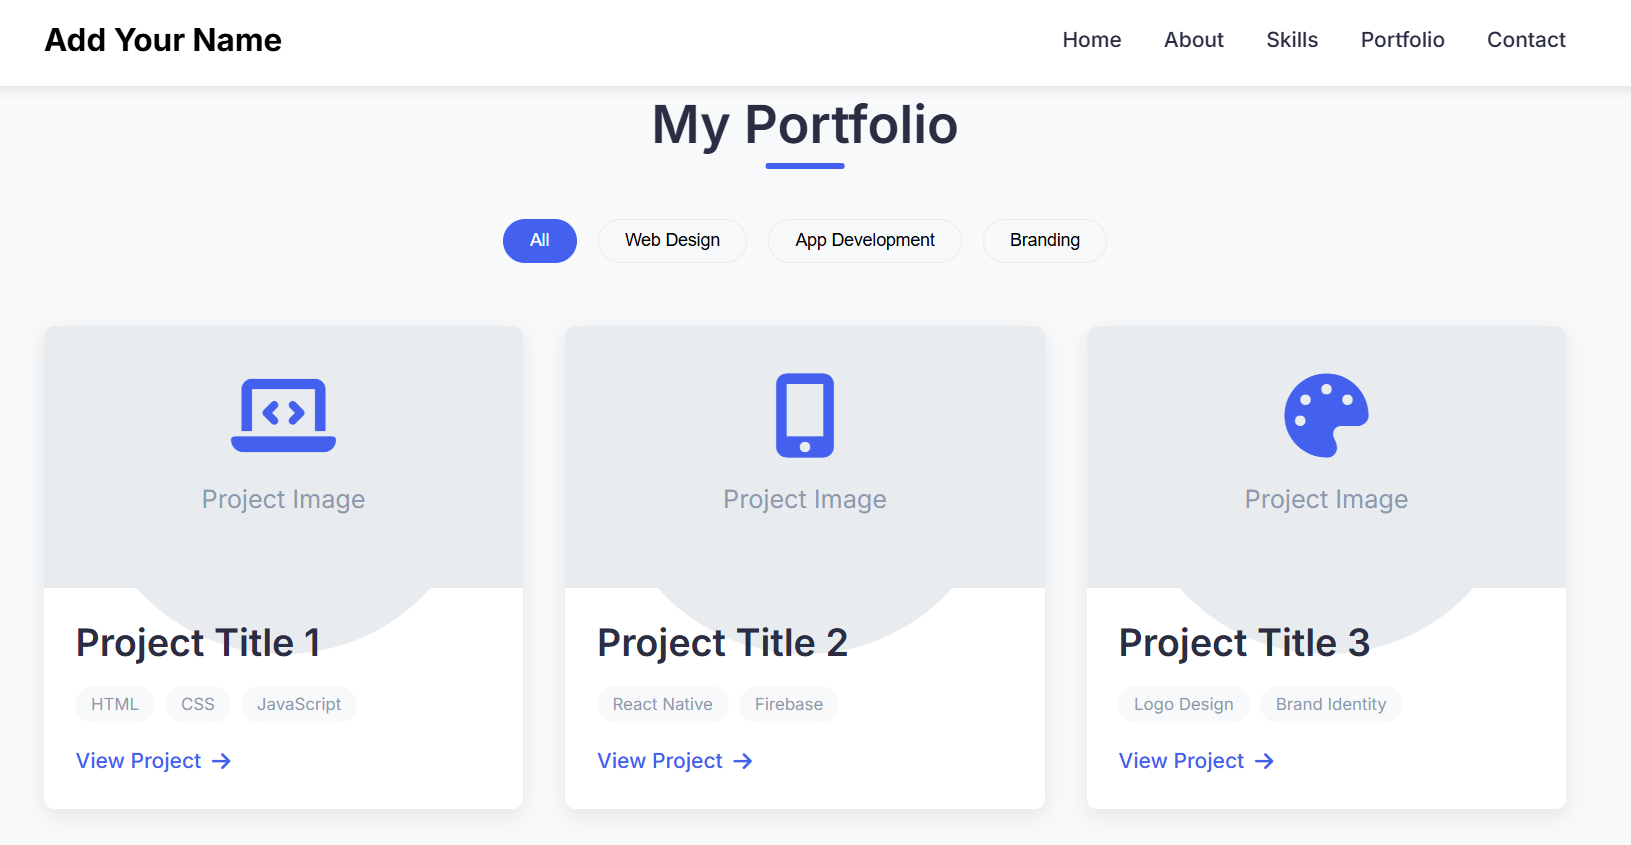 Add Your Name
Home About Skills Portfolio Contact
My Portfolio
All Web Design App Development Branding
Project Image Project Image Project Image
Project Title 1 Project Title 2 Project Title 3
HTML CSS JavaScript React Native Firebase Logo Design Brand Identity
View Project → View Project → View Project →